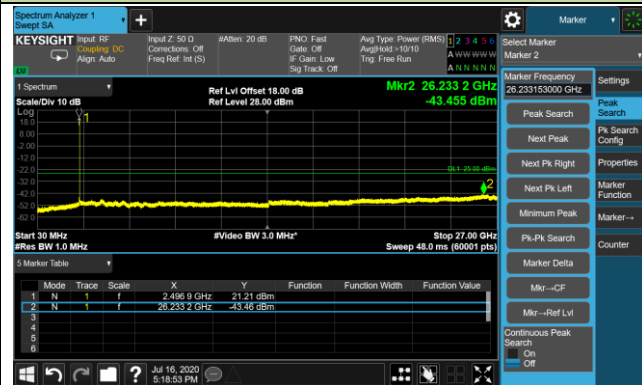 Spectrum Analyzer 1
Swept SA
Marker
KEYSIGHT
Input: RF
Coupling: DC
Align: Auto
Input Z: 50 Ω
Corrections: Off
Freq Ref: Int (S)
#Atten: 20 dB
PNO: Fast
Gate: Off
IF Gain: Low
Sig Track: Off
Avg Type: Power (RMS)
Avg|Hold:>10/10
Trig: Free Run
1 2 3 4 5 6
A W W W W W
A N N N N N
Select Marker
Marker 2
1 Spectrum
Scale/Div 10 dB
Ref Lvl Offset 18.00 dB
Ref Level 28.00 dBm
Mkr2 26.233 2 GHz
-43.455 dBm
Log
18.0
8.00
-2.00
-12.0
-22.0
-32.0
-42.0
-52.0
-62.0
1
DL1 -25.00 dBm
2
Start 30 MHz
#Res BW 1.0 MHz
#Video BW 3.0 MHz*
Stop 27.00 GHz
Sweep 48.0 ms (60001 pts)
5 Marker Table
Mode Trace Scale X Y Function Function Width Function Value
1 N 1 f 2.496 9 GHz 21.21 dBm
2 N 1 f 26.233 2 GHz -43.46 dBm
3
4
5
6
Marker Frequency
26.233153000 GHz
Peak Search
Next Peak
Next Pk Right
Next Pk Left
Minimum Peak
Pk-Pk Search
Marker Delta
Mkr→CF
Mkr→Ref Lvl
Continuous Peak
Search
On
Off
Settings
Peak
Search
Pk Search
Config
Properties
Marker
Function
Marker→
Counter
Jul 16, 2020
5:18:53 PM